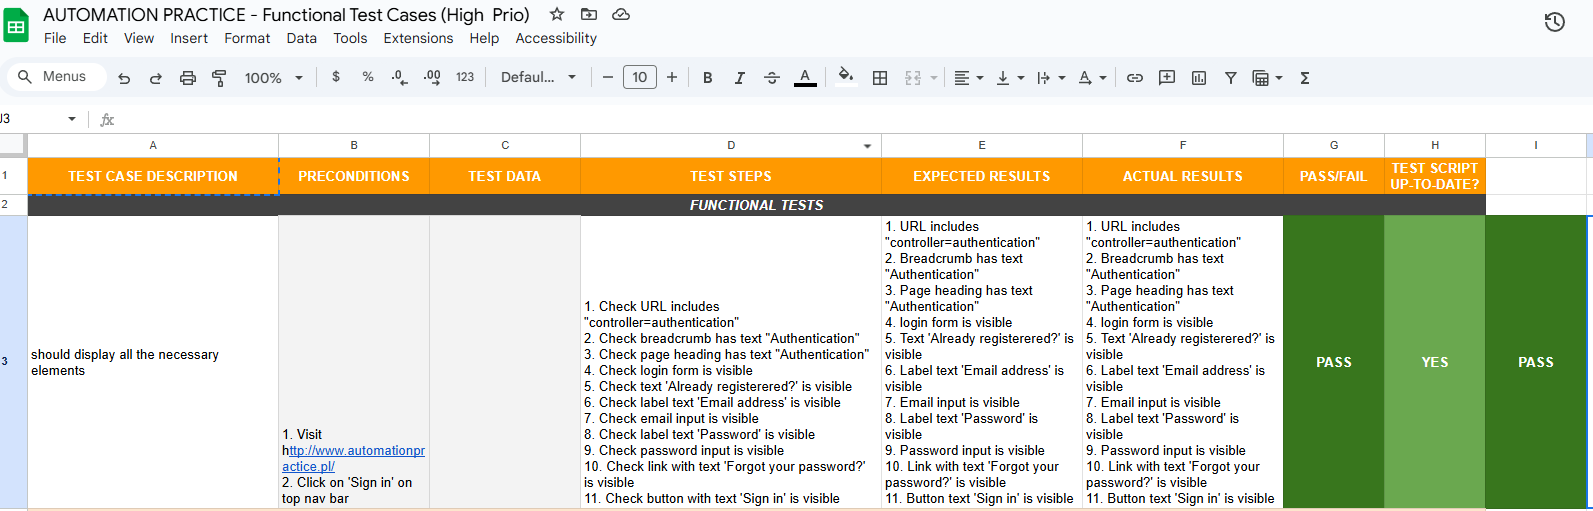 AUTOMATION PRACTICE - Functional Test Cases (High Prio)
File Edit View Insert Format Data Tools Extensions Help Accessibility
Menus 100% $ % .0 .00 123 Defaul... 10 B I S A Σ
J3 fx
A B C D E F G H I
1 TEST CASE DESCRIPTION PRECONDITIONS TEST DATA TEST STEPS EXPECTED RESULTS ACTUAL RESULTS PASS/FAIL TEST SCRIPT
UP-TO-DATE?
2 FUNCTIONAL TESTS
3
should display all the necessary
elements
1. Visit
http://www.automationpr
actice.pl/
2. Click on 'Sign in' on
top nav bar
1. Check URL includes
"controller=authentication"
2. Check breadcrumb has text "Authentication"
3. Check page heading has text "Authentication"
4. Check login form is visible
5. Check text 'Already registerered?' is visible
6. Check label text 'Email address' is visible
7. Check email input is visible
8. Check label text 'Password' is visible
9. Check password input is visible
10. Check link with text 'Forgot your password?'
is visible
11. Check button with text 'Sign in' is visible
1. URL includes
"controller=authentication"
2. Breadcrumb has text
"Authentication"
3. Page heading has text
"Authentication"
4. login form is visible
5. Text 'Already registerered?' is
visible
6. Label text 'Email address' is
visible
7. Email input is visible
8. Label text 'Password' is
visible
9. Password input is visible
10. Link with text 'Forgot your
password?' is visible
11. Button text 'Sign in' is visible
1. URL includes
"controller=authentication"
2. Breadcrumb has text
"Authentication"
3. Page heading has text
"Authentication"
4. login form is visible
5. Text 'Already registerered?' is
visible
6. Label text 'Email address' is
visible
7. Email input is visible
8. Label text 'Password' is
visible
9. Password input is visible
10. Link with text 'Forgot your
password?' is visible
11. Button text 'Sign in' is visible
PASS
YES
PASS